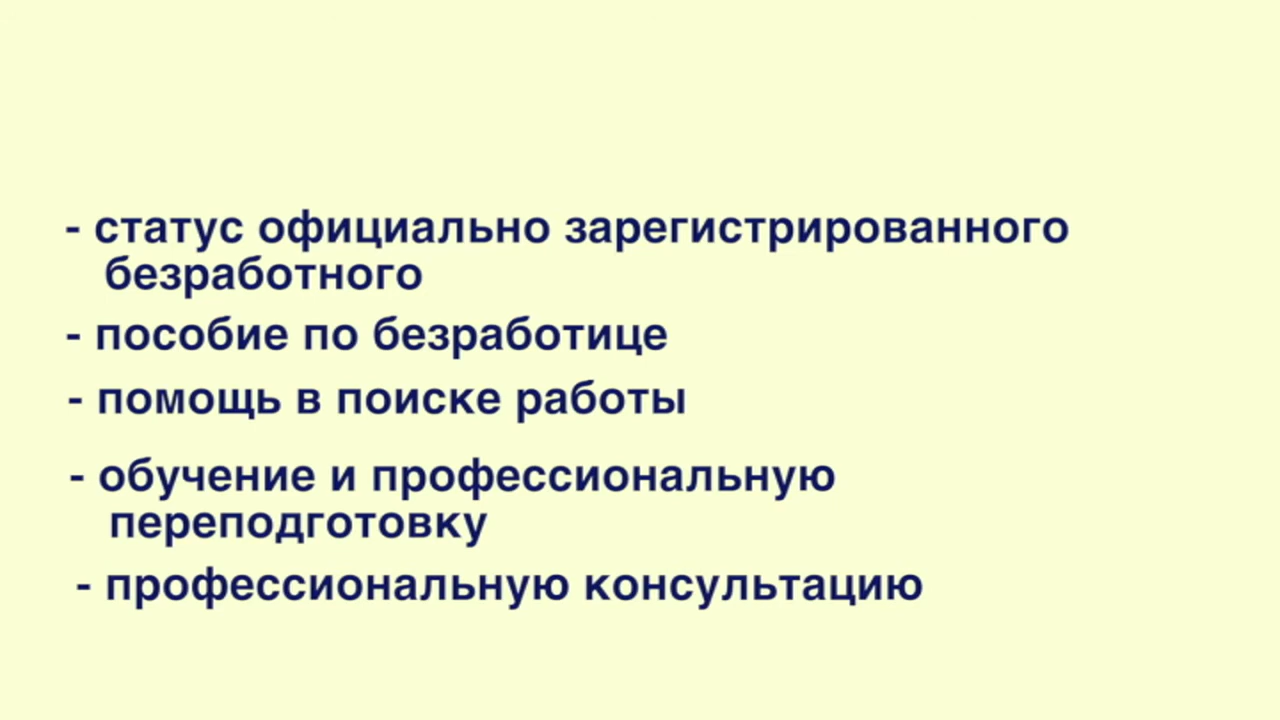 - статус официально зарегистрированного
безработного
- пособие по безработице
- помощь в поиске работы
- обучение и профессиональную
переподготовку
- профессиональную консультацию